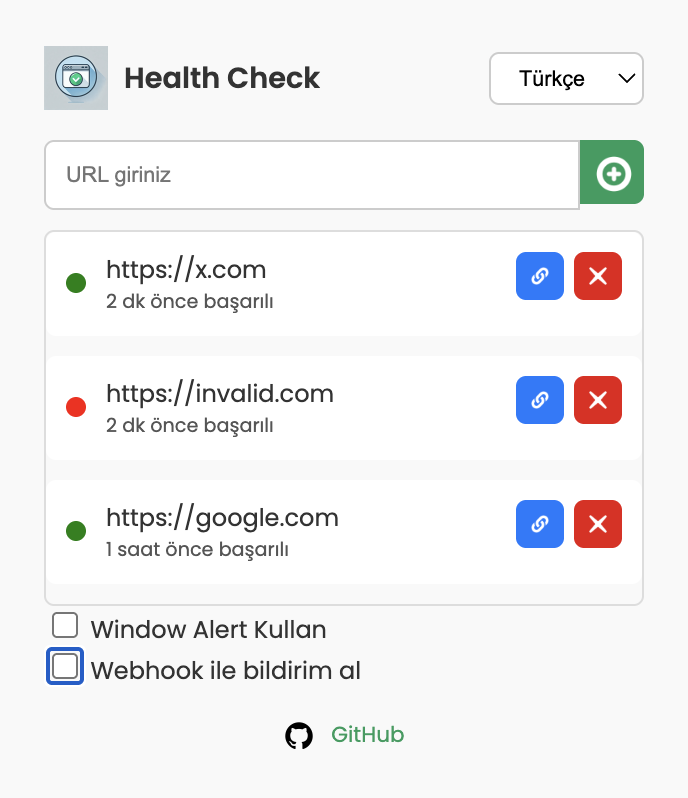 Health Check
Türkçe
URL giriniz
https://x.com
2 dk önce başarılı
https://invalid.com
2 dk önce başarılı
https://google.com
1 saat önce başarılı
Window Alert Kullan
Webhook ile bildirim al
GitHub